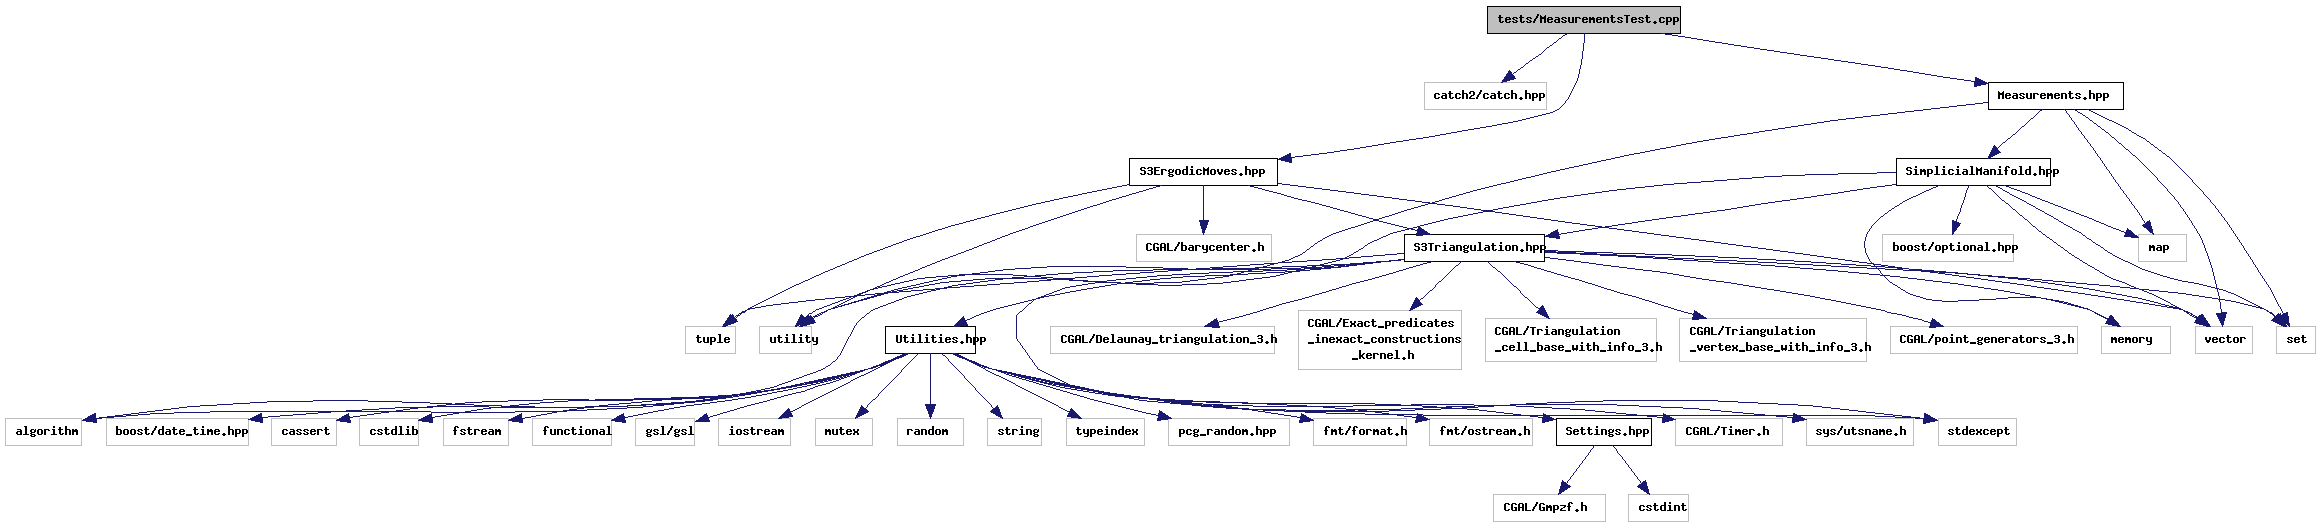 tests/MeasurementsTest.cpp
catch2/catch.hpp
Measurements.hpp
S3ErgodicMoves.hpp
SimplicialManifold.hpp
CGAL/barycenter.h
S3Triangulation.hpp
boost/optional.hpp
map
tuple
utility
Utilities.hpp
CGAL/Delaunay_triangulation_3.h
CGAL/Exact_predicates
_inexact_constructions
_kernel.h
CGAL/Triangulation
_cell_base_with_info_3.h
CGAL/Triangulation
_vertex_base_with_info_3.h
CGAL/point_generators_3.h
memory
vector
set
algorithm
boost/date_time.hpp
cassert
cstdlib
fstream
functional
gsl/gsl
iostream
mutex
random
string
typeindex
pcg_random.hpp
fmt/format.h
fmt/ostream.h
Settings.hpp
CGAL/Timer.h
sys/utsname.h
stdexcept
CGAL/Gmpzf.h
cstdint